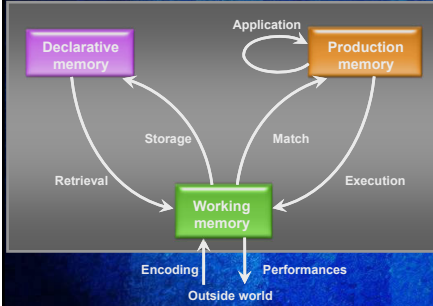 Application
Declarative
memory
Production
memory
Storage
Match
Retrieval
Execution
Working
memory
Encoding
Performances
Outside world